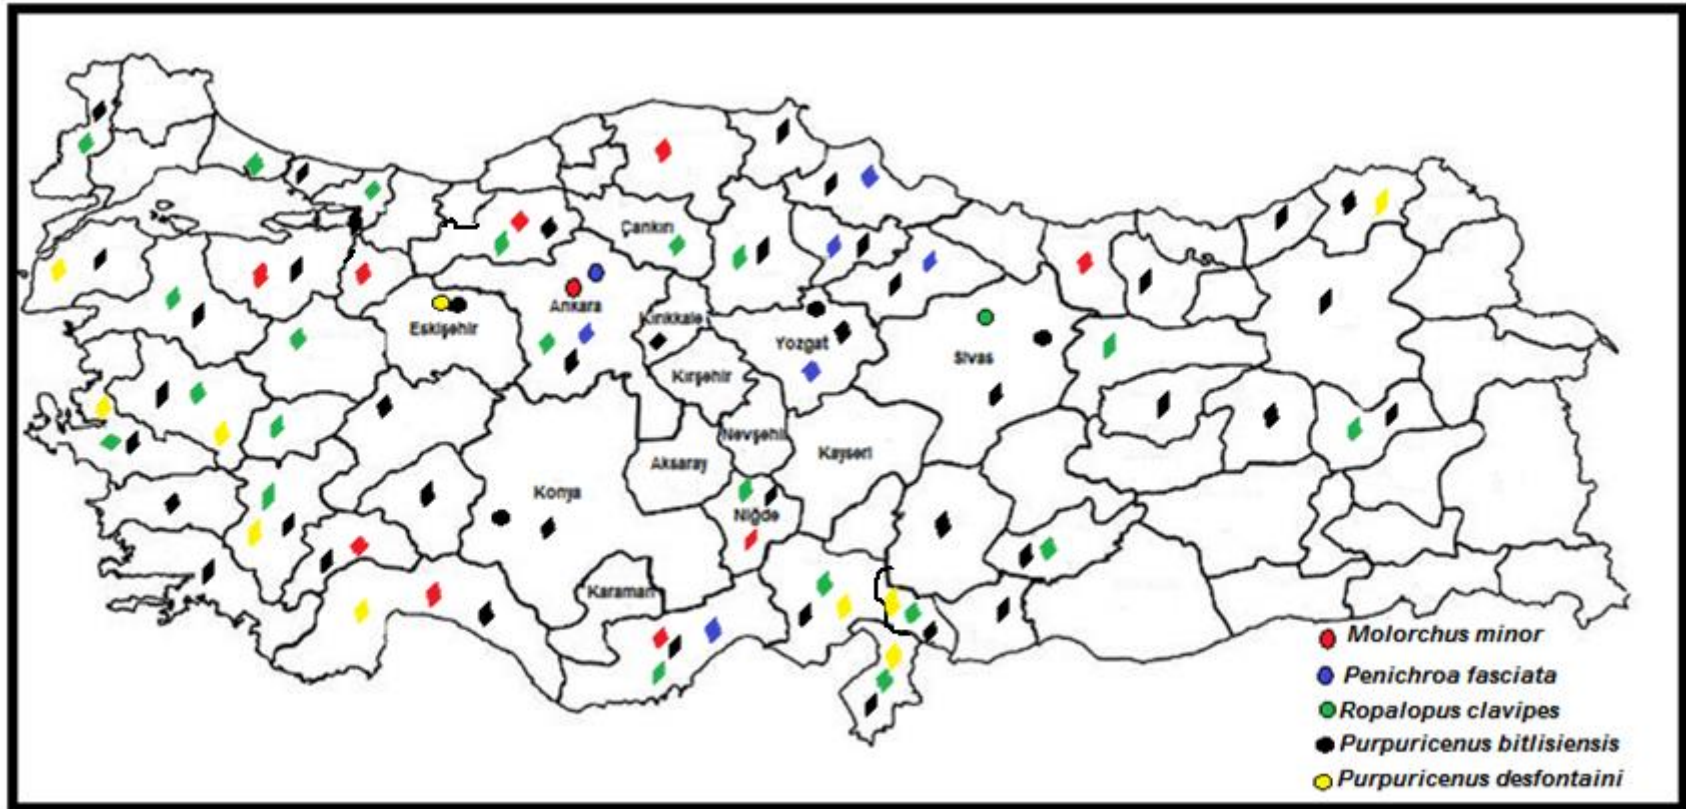 Çankırı
Ankara
Kırıkkale
Eskişehir
Yozgat
Sivas
Kırşehir
Nevşehir
Kayseri
Aksaray
Konya
Niğde
Karaman
Molorchus minor
Penichroa fasciata
Ropalopus clavipes
Purpuricenus bitlisiensis
Purpuricenus desfontaini